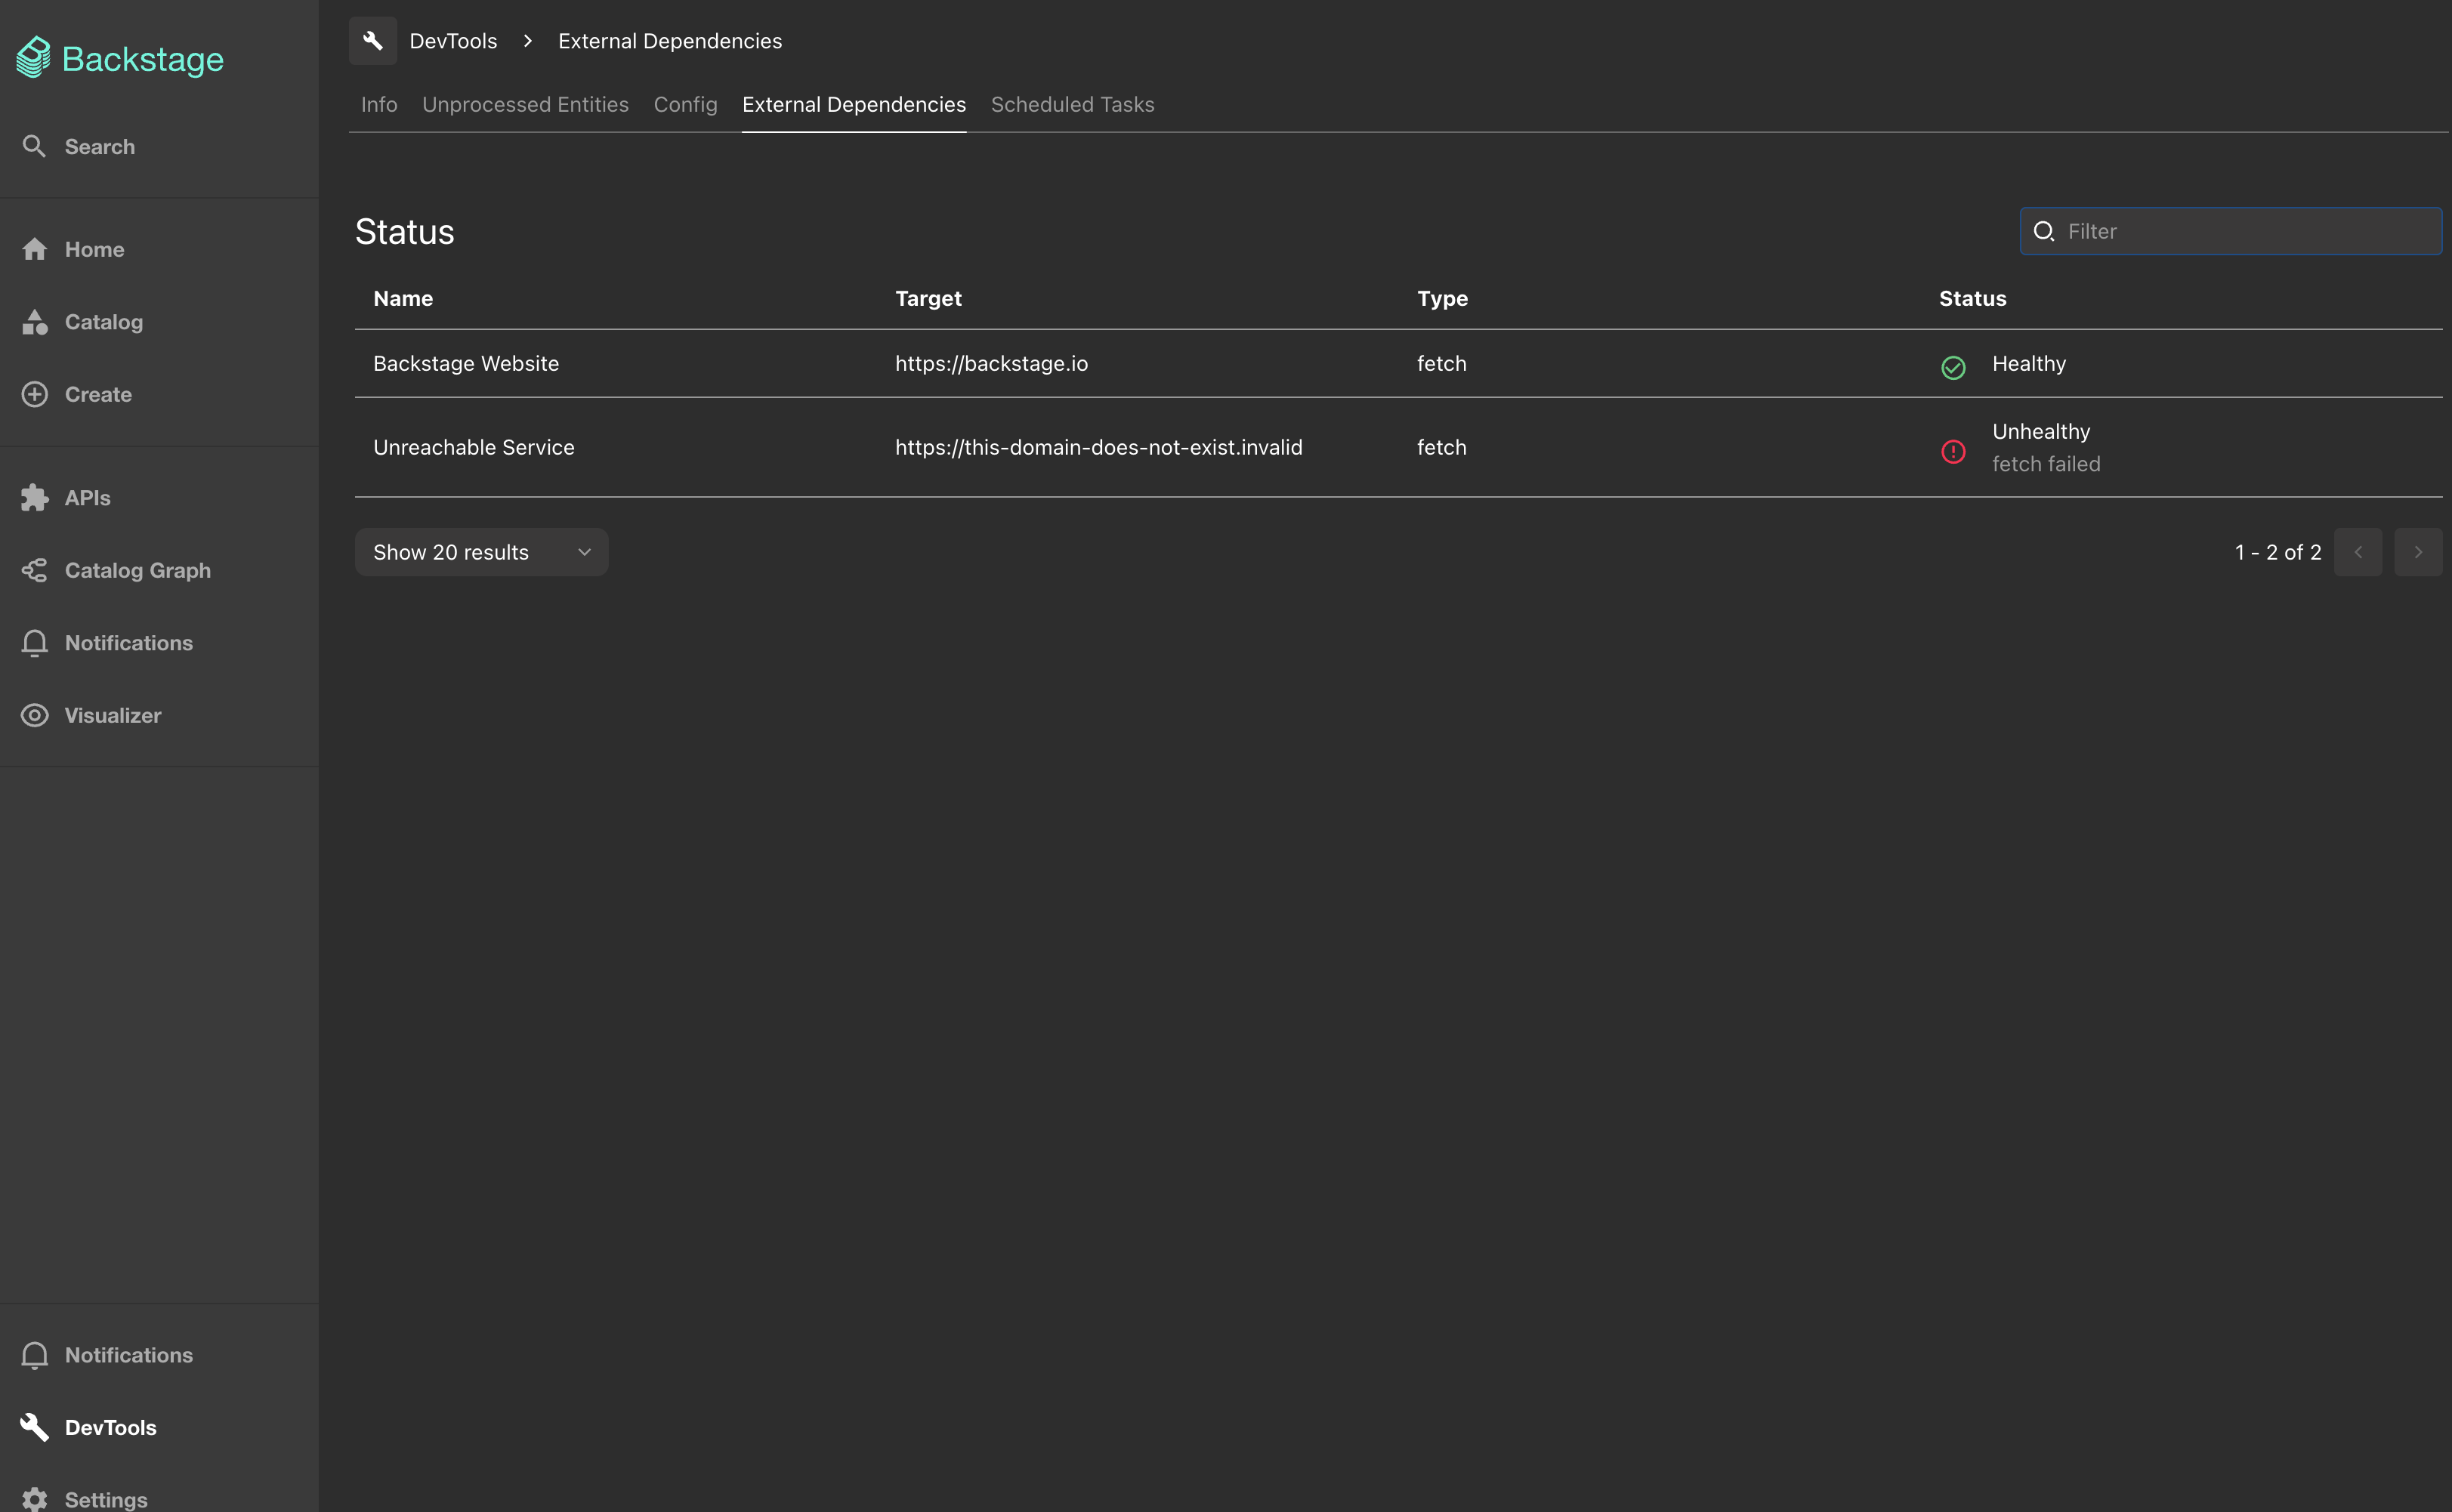 Backstage
Search
Home
Catalog
Create
APIs
Catalog Graph
Notifications
Visualizer
Notifications
DevTools
Settings
DevTools > External Dependencies
Info Unprocessed Entities Config External Dependencies Scheduled Tasks
Status
Filter
Name Target Type Status
Backstage Website https://backstage.io fetch Healthy
Unreachable Service https://this-domain-does-not-exist.invalid fetch Unhealthy
fetch failed
Show 20 results
1 - 2 of 2